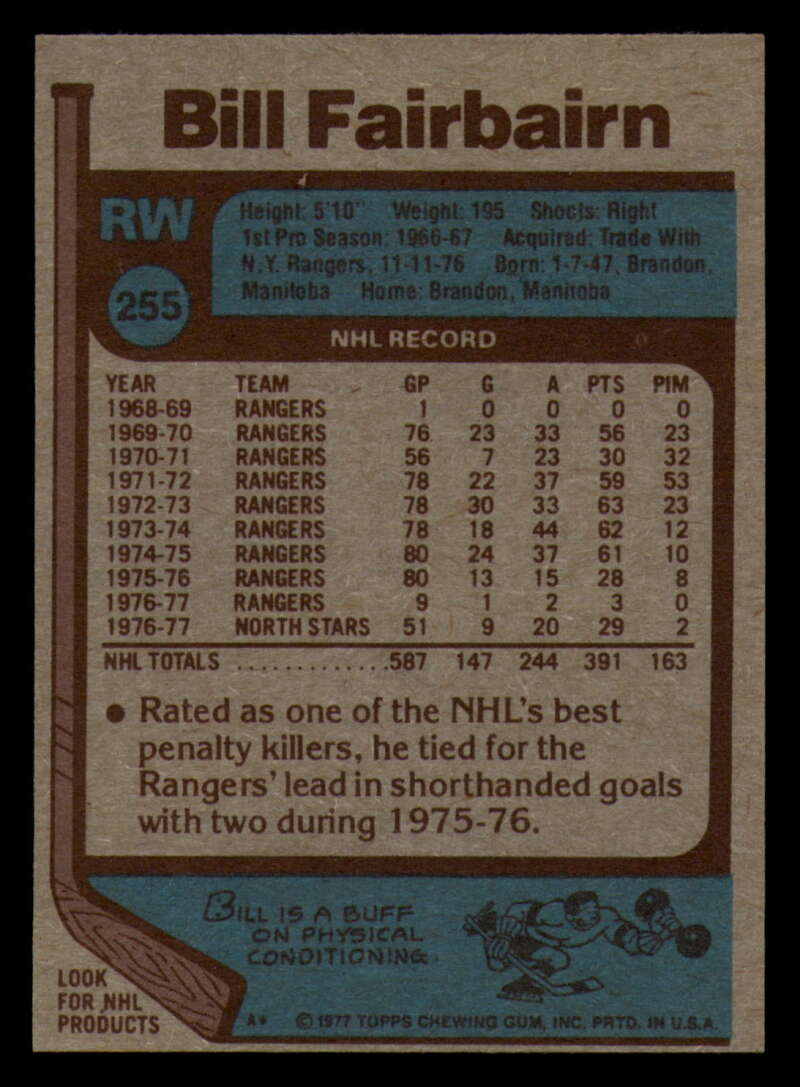 Bill Fairbairn
RW
255
Height: 5'10" Weight: 195 Shoots: Right
1st Pro Season: 1966-67 Acquired: Trade With
N.Y. Rangers, 11-11-76 Born: 1-7-47, Brandon,
Manitoba Home: Brandon, Manitoba
NHL RECORD
YEAR TEAM GP G A PTS PIM
1968-69 RANGERS 1 0 0 0 0
1969-70 RANGERS 76 23 33 56 23
1970-71 RANGERS 56 7 23 30 32
1971-72 RANGERS 78 22 37 59 53
1972-73 RANGERS 78 30 33 63 23
1973-74 RANGERS 78 18 44 62 12
1974-75 RANGERS 80 24 37 61 10
1975-76 RANGERS 80 13 15 28 8
1976-77 RANGERS 9 1 2 3 0
1976-77 NORTH STARS 51 9 20 29 2
NHL TOTALS .............587 147 244 391 163
● Rated as one of the NHL's best
penalty killers, he tied for the
Rangers' lead in shorthanded goals
with two during 1975-76.
BILL IS A BUFF
ON PHYSICAL
CONDITIONING.
LOOK
FOR NHL
PRODUCTS
A* © 1977 TOPPS CHEWING GUM, INC. PRTD. IN U.S.A.